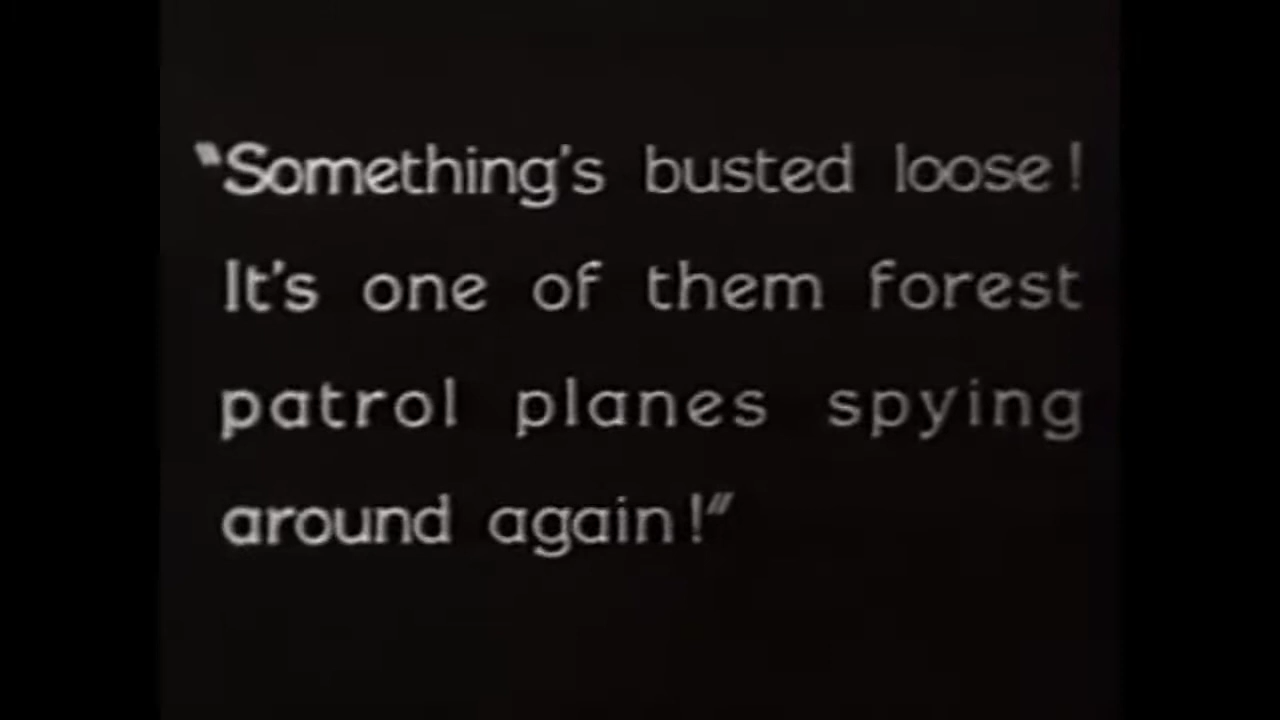 "Something's busted loose!
It's one of them forest
patrol planes spying
around again!"